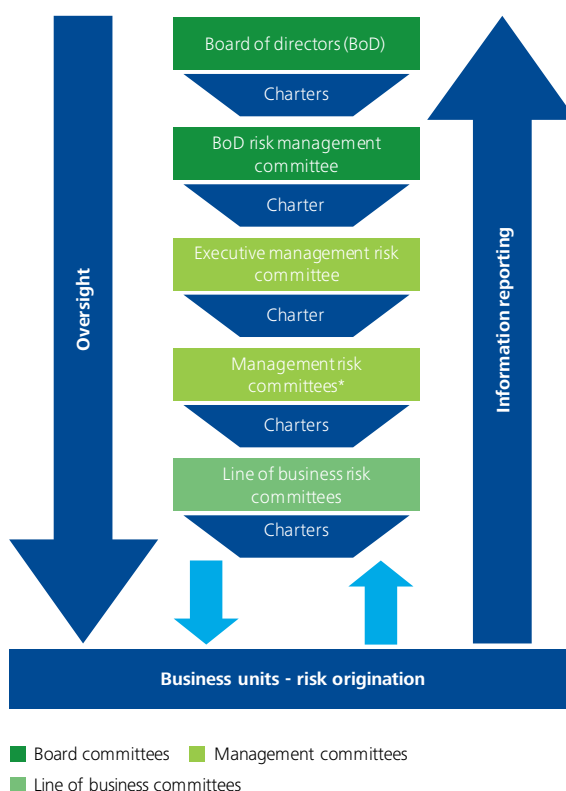 Board of directors (BoD)
Charters
BoD risk management
committee
Charter
Executive management risk
committee
Charter
Management risk
committees*
Charters
Line of business risk
committees
Charters
Oversight
Information reporting
Business units - risk origination
Board committees
Management committees
Line of business committees